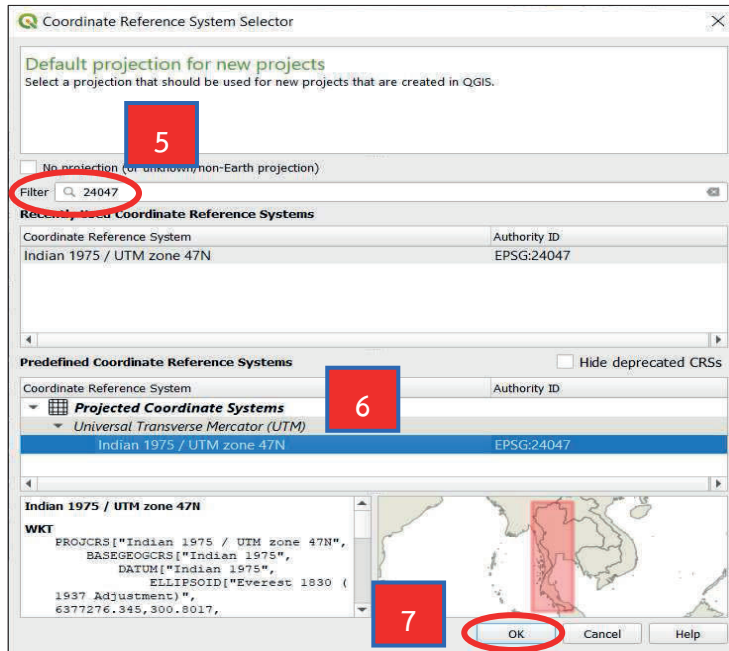 Coordinate Reference System Selector
Default projection for new projects
Select a projection that should be used for new projects that are created in QGIS.
5
No projection (or unknown/non-Earth projection)
Filter 24047
Recently Used Coordinate Reference Systems
Coordinate Reference System Authority ID
Indian 1975 / UTM zone 47N EPSG:24047
Predefined Coordinate Reference Systems Hide deprecated CRSs
Coordinate Reference System Authority ID
6
Projected Coordinate Systems
Universal Transverse Mercator (UTM)
Indian 1975 / UTM zone 47N EPSG:24047
Indian 1975 / UTM zone 47N
WKT
PROJCRS["Indian 1975 / UTM zone 47N",
BASEGEOGCRS["Indian 1975",
DATUM["Indian 1975",
ELLIPSOID["Everest 1830 (
1937 Adjustment)",
6377276.345,300.8017,
7
OK Cancel Help